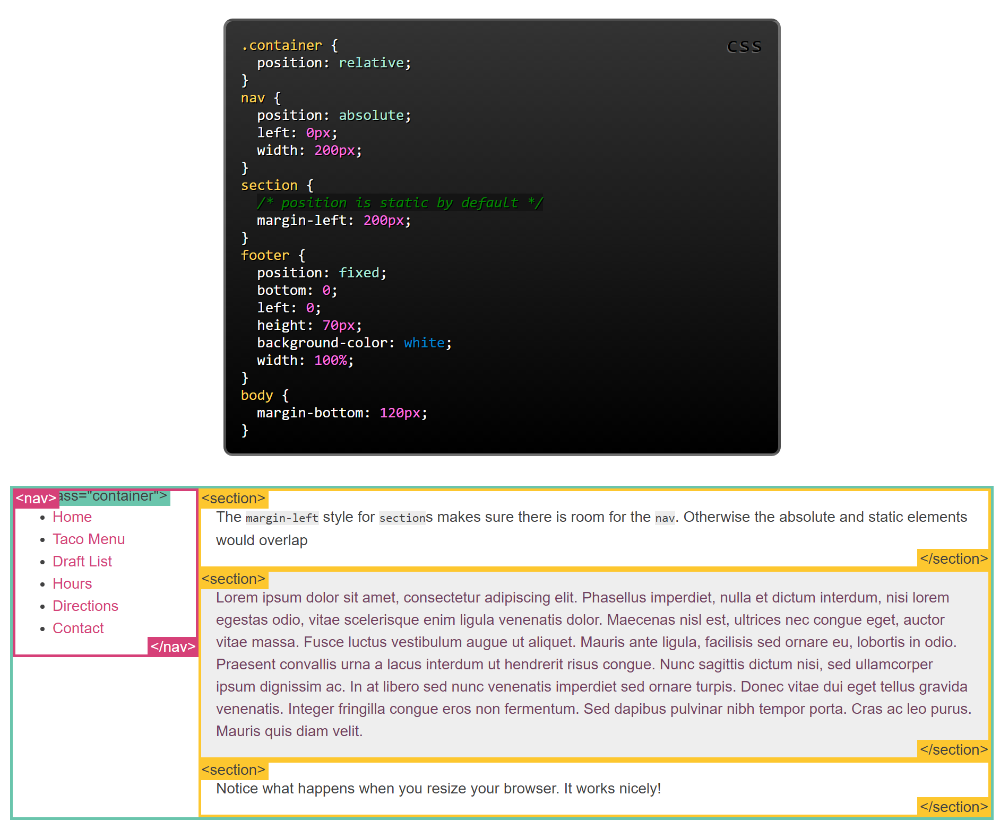 .container {
CSS
  position: relative;
}
nav {
  position: absolute;
  left: 0px;
  width: 200px;
}
section {
  /* position is static by default */
  margin-left: 200px;
}
footer {
  position: fixed;
  bottom: 0;
  left: 0;
  height: 70px;
  background-color: white;
  width: 100%;
}
body {
  margin-bottom: 120px;
}
<nav>ass="container">
Home
Taco Menu
Draft List
Hours
Directions
Contact
</nav>
<section>
The margin-left style for sections makes sure there is room for the nav. Otherwise the absolute and static elements
would overlap
</section>
<section>
Lorem ipsum dolor sit amet, consectetur adipiscing elit. Phasellus imperdiet, nulla et dictum interdum, nisi lorem
egestas odio, vitae scelerisque enim ligula venenatis dolor. Maecenas nisl est, ultrices nec congue eget, auctor
vitae massa. Fusce luctus vestibulum augue ut aliquet. Mauris ante ligula, facilisis sed ornare eu, lobortis in odio.
Praesent convallis urna a lacus interdum ut hendrerit risus congue. Nunc sagittis dictum nisi, sed ullamcorper
ipsum dignissim ac. In at libero sed nunc venenatis imperdiet sed ornare turpis. Donec vitae dui eget tellus gravida
venenatis. Integer fringilla congue eros non fermentum. Sed dapibus pulvinar nibh tempor porta. Cras ac leo purus.
Mauris quis diam velit.
</section>
<section>
Notice what happens when you resize your browser. It works nicely!
</section>